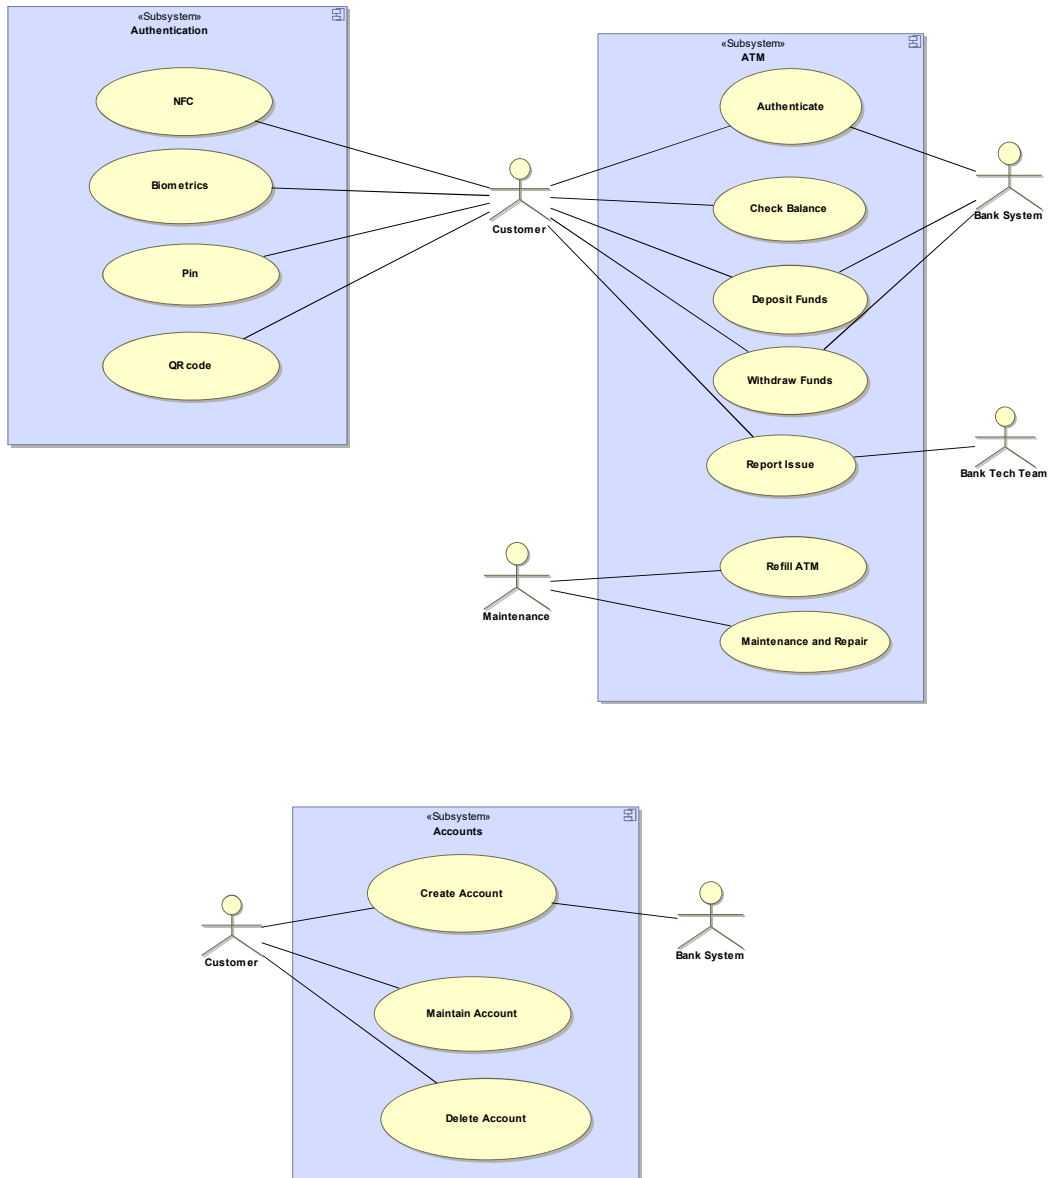 «Subsystem»
Authentication
NFC
Biometrics
Pin
QR code
Customer
«Subsystem»
ATM
Authenticate
Check Balance
Deposit Funds
Withdraw Funds
Report Issue
Refill ATM
Maintenance and Repair
Bank System
Bank Tech Team
Maintenance
«Subsystem»
Accounts
Create Account
Maintain Account
Delete Account
Customer
Bank System